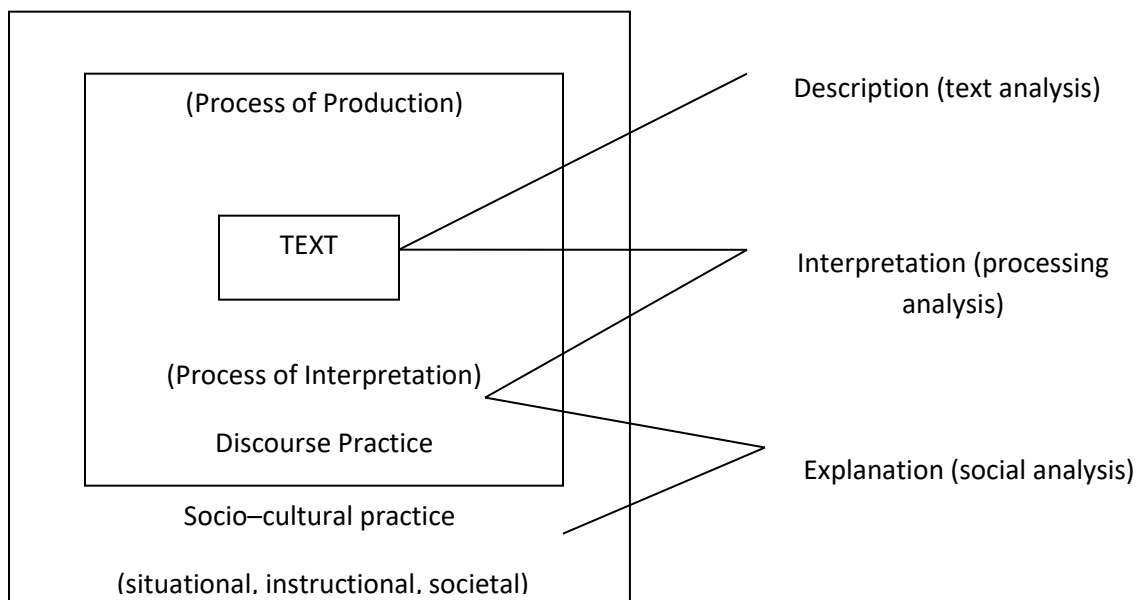 (Process of Production)
Description (text analysis)
TEXT
Interpretation (processing
analysis)
(Process of Interpretation)
Discourse Practice
Explanation (social analysis)
Socio–cultural practice
(situational, instructional, societal)